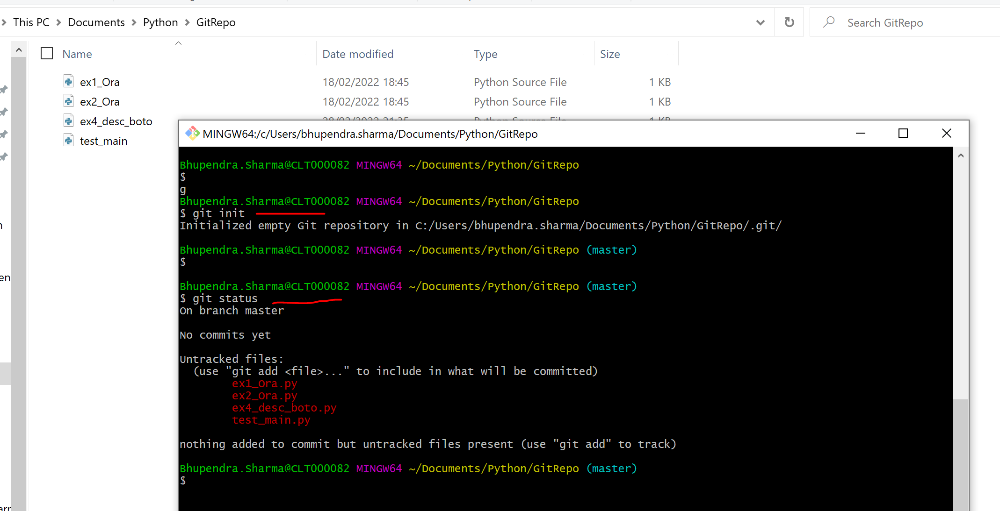 This PC > Documents > Python > GitRepo
Search GitRepo
Name Date modified Type Size
ex1_Ora 18/02/2022 18:45 Python Source File 1 KB
ex2_Ora 18/02/2022 18:45 Python Source File 1 KB
ex4_desc_boto
test_main
MINGW64:/c/Users/bhupendra.sharma/Documents/Python/GitRepo
Bhupendra.Sharma@CLT000082 MINGW64 ~/Documents/Python/GitRepo
$
g
Bhupendra.Sharma@CLT000082 MINGW64 ~/Documents/Python/GitRepo
$ git init
Initialized empty Git repository in C:/Users/bhupendra.sharma/Documents/Python/GitRepo/.git/
Bhupendra.Sharma@CLT000082 MINGW64 ~/Documents/Python/GitRepo (master)
$
Bhupendra.Sharma@CLT000082 MINGW64 ~/Documents/Python/GitRepo (master)
$ git status
On branch master
No commits yet
Untracked files:
(use "git add <file>..." to include in what will be committed)
ex1_Ora.py
ex2_Ora.py
ex4_desc_boto.py
test_main.py
nothing added to commit but untracked files present (use "git add" to track)
Bhupendra.Sharma@CLT000082 MINGW64 ~/Documents/Python/GitRepo (master)
$